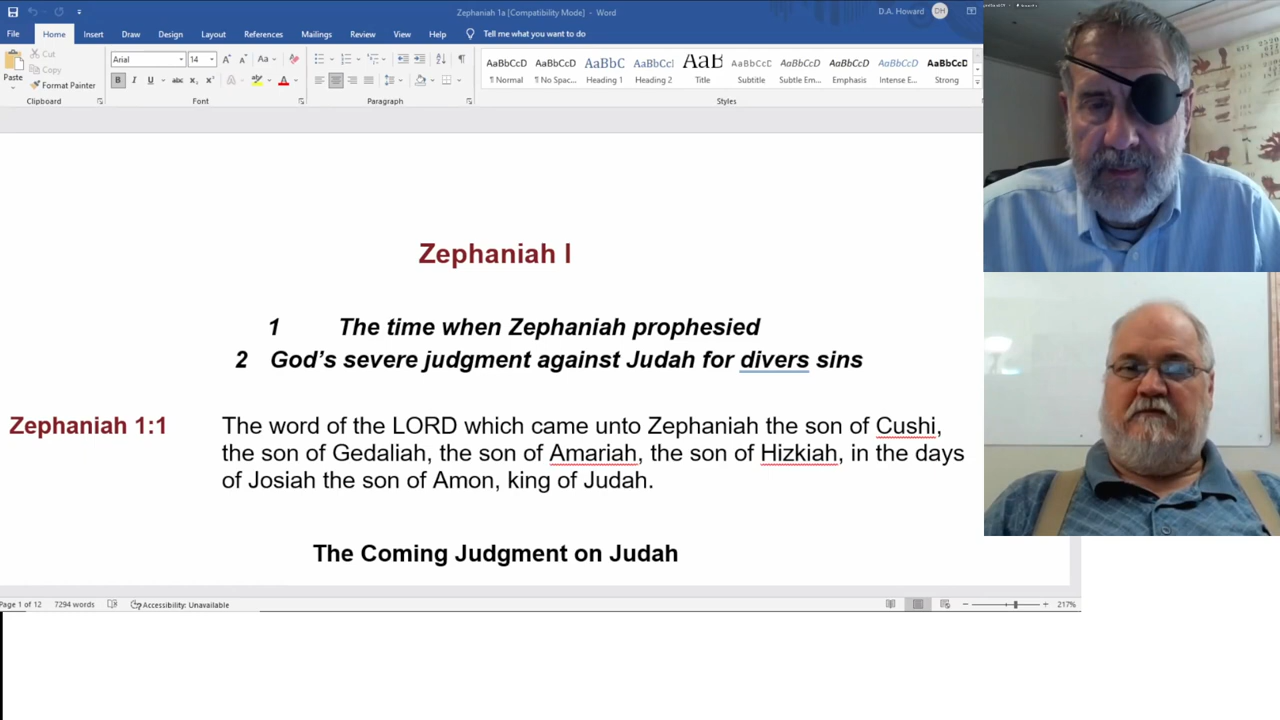 Zephaniah 1a [Compatibility Mode] - Word
D.A. Howard DH
File Home Insert Draw Design Layout References Mailings Review View Help Tell me what you want to do
Paste
Cut
Copy
Format Painter
Clipboard
Arial 14
Font
Paragraph
AaBbCcD AaBbCcD AaBbC AaBbCcl AaB AaBbCcD AaBbCcD AaBbCcD AaBbCcD AaBbCcD
¶ Normal ¶ No Spac... Heading 1 Heading 2 Title Subtitle Subtle Em... Emphasis Intense E... Strong
Styles
Zephaniah I
1 The time when Zephaniah prophesied
2 God’s severe judgment against Judah for divers sins
Zephaniah 1:1 The word of the LORD which came unto Zephaniah the son of Cushi,
the son of Gedaliah, the son of Amariah, the son of Hizkiah, in the days
of Josiah the son of Amon, king of Judah.
The Coming Judgment on Judah
Page 1 of 12 7294 words Accessibility: Unavailable 217%